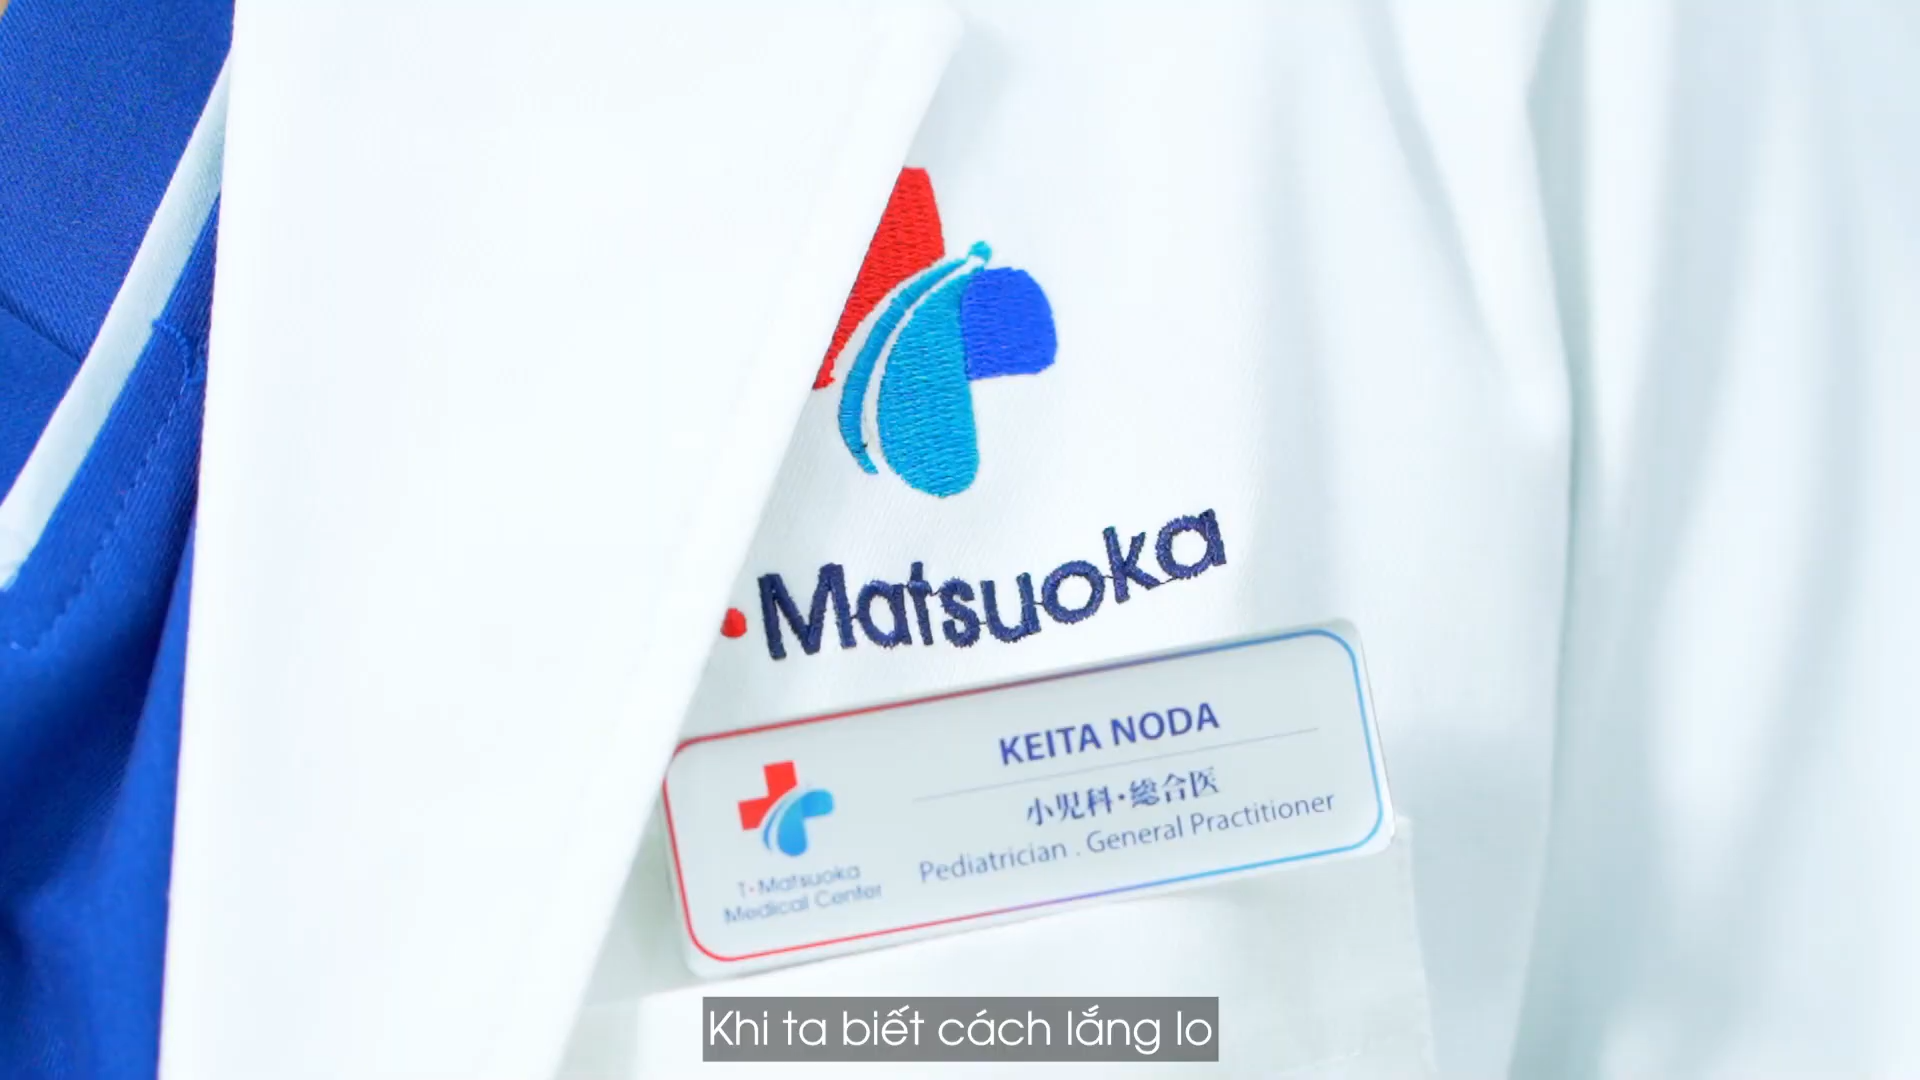 • Matsuoka
KEITA NODA
小児科・総合医
Pediatrician . General Practitioner
T•Matsuoka
Medical Center
Khi ta biết cách lắng lo